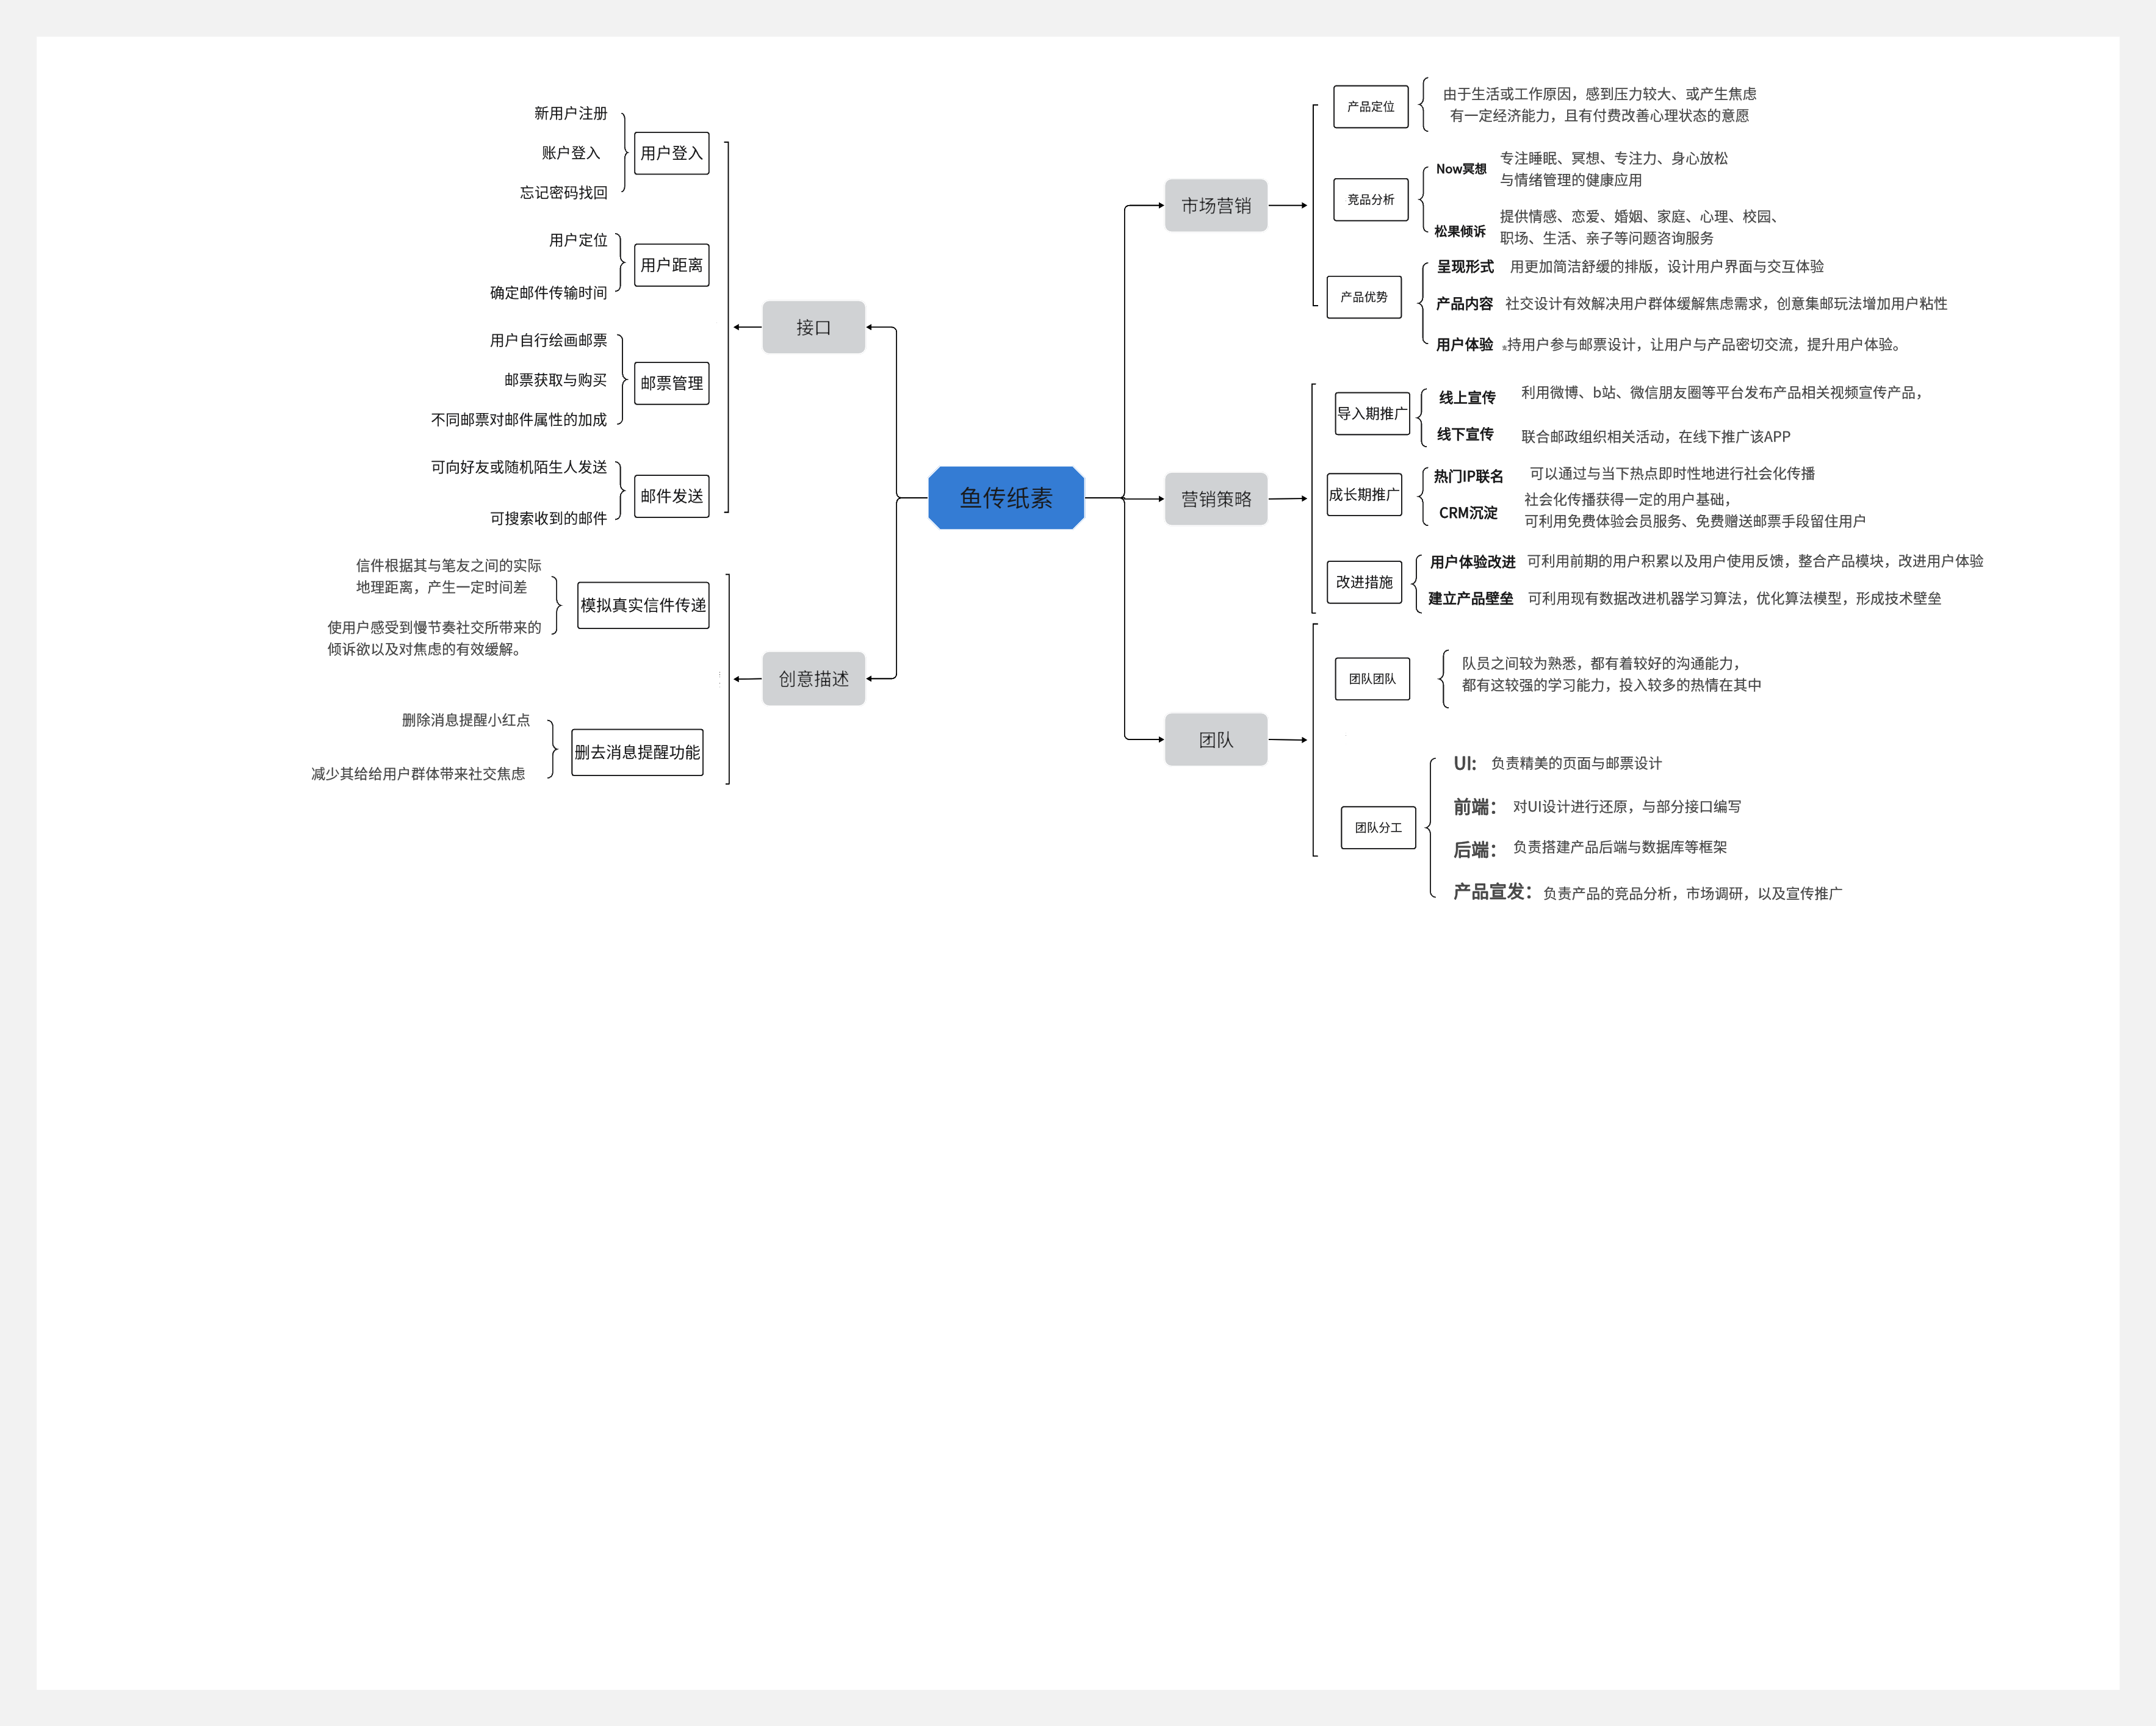 鱼传纸素
接口
用户登入
新用户注册
账户登入
忘记密码找回
用户距离
用户定位
确定邮件传输时间
邮票管理
用户自行绘画邮票
邮票获取与购买
不同邮票对邮件属性的加成
邮件发送
可向好友或随机陌生人发送
可搜索收到的邮件
创意描述
模拟真实信件传递
信件根据其与笔友之间的实际
地理距离，产生一定时间差
使用户感受到慢节奏社交所带来的
倾诉欲以及对焦虑的有效缓解。
删去消息提醒功能
删除消息提醒小红点
减少其给给用户群体带来社交焦虑
市场营销
产品定位
由于生活或工作原因，感到压力较大、或产生焦虑
有一定经济能力，且有付费改善心理状态的意愿
竞品分析
Now冥想
专注睡眠、冥想、专注力、身心放松
与情绪管理的健康应用
松果倾诉
提供情感、恋爱、婚姻、家庭、心理、校园、
职场、生活、亲子等问题咨询服务
产品优势
呈现形式 用更加简洁舒缓的排版，设计用户界面与交互体验
产品内容 社交设计有效解决用户群体缓解焦虑需求，创意集邮玩法增加用户粘性
用户体验 持用户参与邮票设计，让用户与产品密切交流，提升用户体验。
营销策略
导入期推广
线上宣传 利用微博、b站、微信朋友圈等平台发布产品相关视频宣传产品，
线下宣传 联合邮政组织相关活动，在线下推广该APP
成长期推广
热门IP联名 可以通过与当下热点即时性地进行社会化传播
CRM沉淀
社会化传播获得一定的用户基础，
可利用免费体验会员服务、免费赠送邮票手段留住用户
改进措施
用户体验改进 可利用前期的用户积累以及用户使用反馈，整合产品模块，改进用户体验
建立产品壁垒 可利用现有数据改进机器学习算法，优化算法模型，形成技术壁垒
团队
团队团队
队员之间较为熟悉，都有着较好的沟通能力，
都有这较强的学习能力，投入较多的热情在其中
团队分工
UI: 负责精美的页面与邮票设计
前端： 对UI设计进行还原，与部分接口编写
后端： 负责搭建产品后端与数据库等框架
产品宣发： 负责产品的竞品分析，市场调研，以及宣传推广